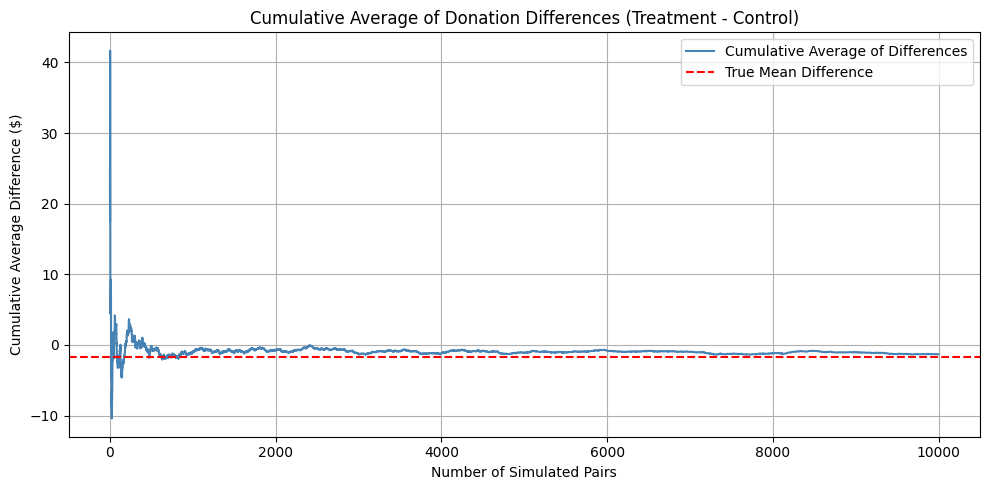 Cumulative Average of Donation Differences (Treatment - Control)
Cumulative Average of Differences
True Mean Difference
Cumulative Average Difference ($)
40
30
20
10
0
−10
0 2000 4000 6000 8000 10000
Number of Simulated Pairs